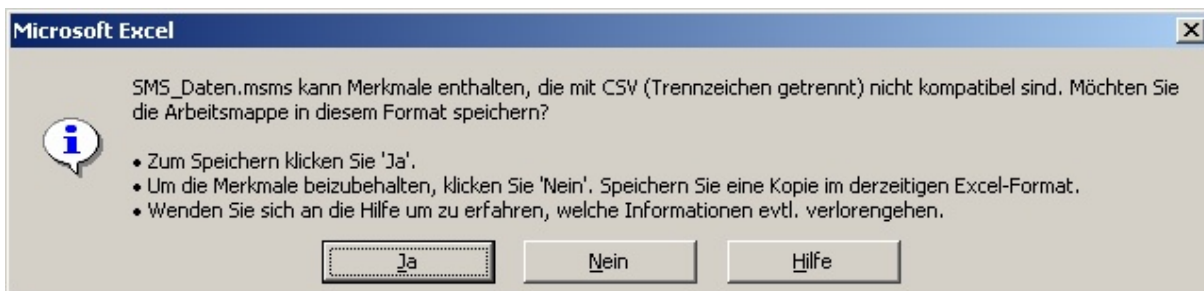 Microsoft Excel
SMS_Daten.msms kann Merkmale enthalten, die mit CSV (Trennzeichen getrennt) nicht kompatibel sind. Möchten Sie
die Arbeitsmappe in diesem Format speichern?
• Zum Speichern klicken Sie 'Ja'.
• Um die Merkmale beizubehalten, klicken Sie 'Nein'. Speichern Sie eine Kopie im derzeitigen Excel-Format.
• Wenden Sie sich an die Hilfe um zu erfahren, welche Informationen evtl. verlorengehen.
Ja Nein Hilfe